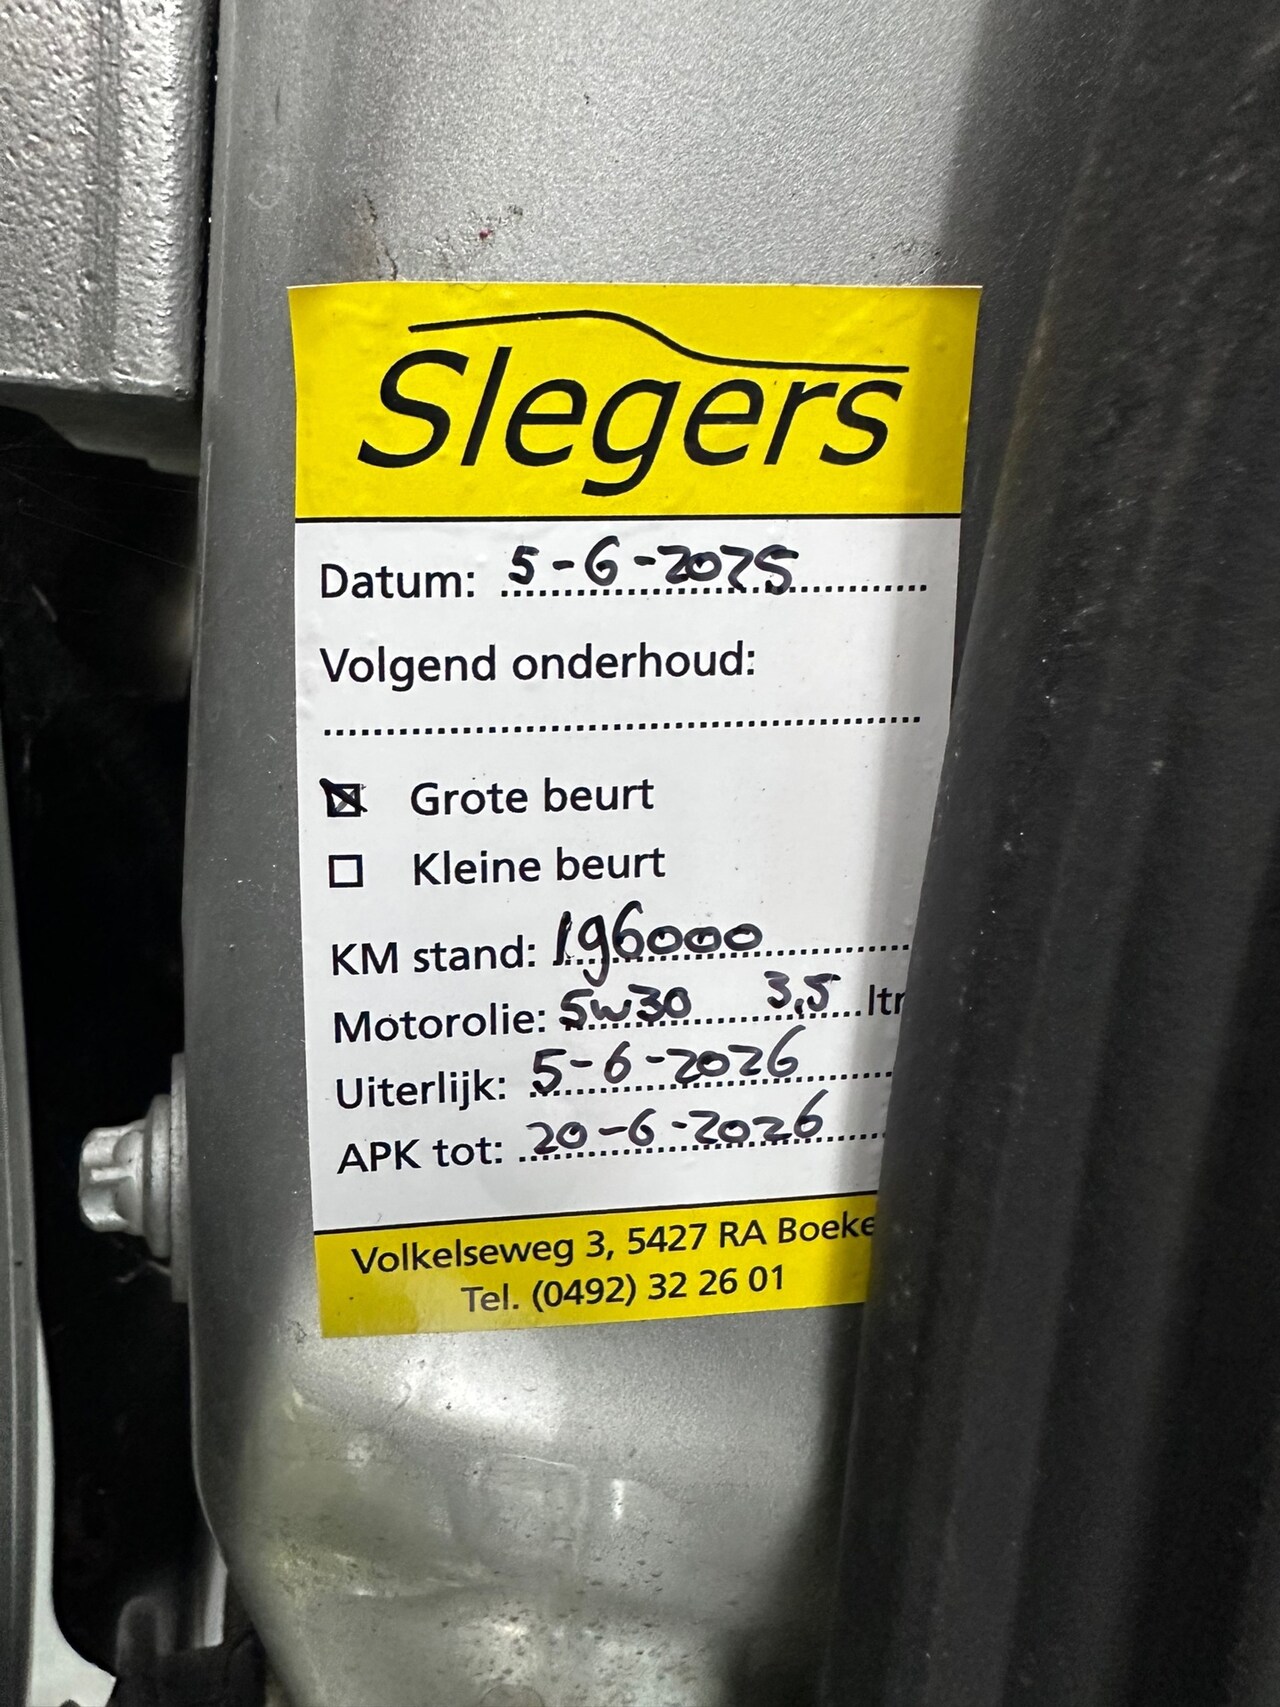 Slegers
Datum: 5-6-2025
Volgend onderhoud:
Grote beurt
Kleine beurt
KM stand: 196000
Motorolie: 5w30 3,5 ltr
Uiterlijk: 5-6-2026
APK tot: 20-6-2026
Volkelseweg 3, 5427 RA Boeke
Tel. (0492) 32 26 01